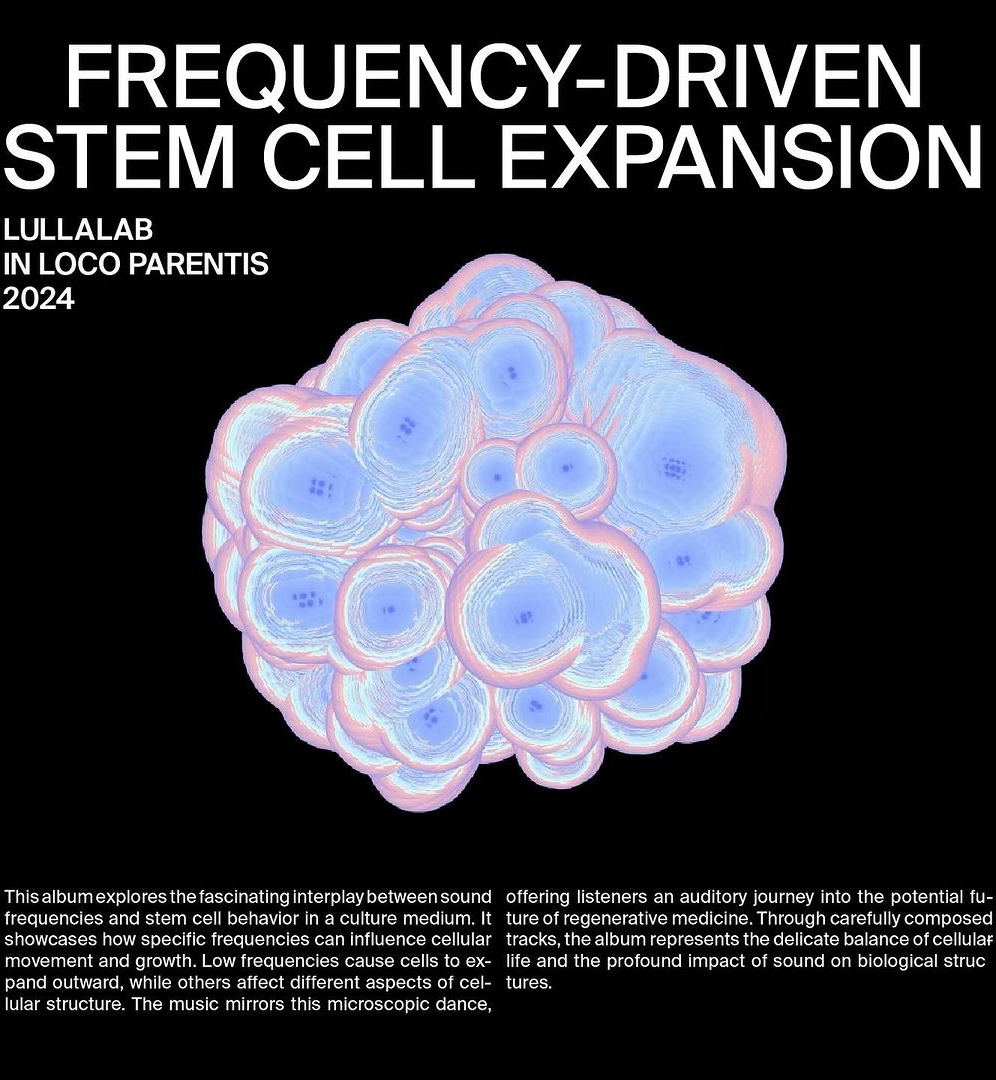 FREQUENCY-DRIVEN
STEM CELL EXPANSION
LULLALAB
IN LOCO PARENTIS
2024
This album explores the fascinating interplay between sound
frequencies and stem cell behavior in a culture medium. It
showcases how specific frequencies can influence cellular
movement and growth. Low frequencies cause cells to ex-
pand outward, while others affect different aspects of cel-
lular structure. The music mirrors this microscopic dance,
offering listeners an auditory journey into the potential fu-
ture of regenerative medicine. Through carefully composed
tracks, the album represents the delicate balance of cellular
life and the profound impact of sound on biological struc
tures.